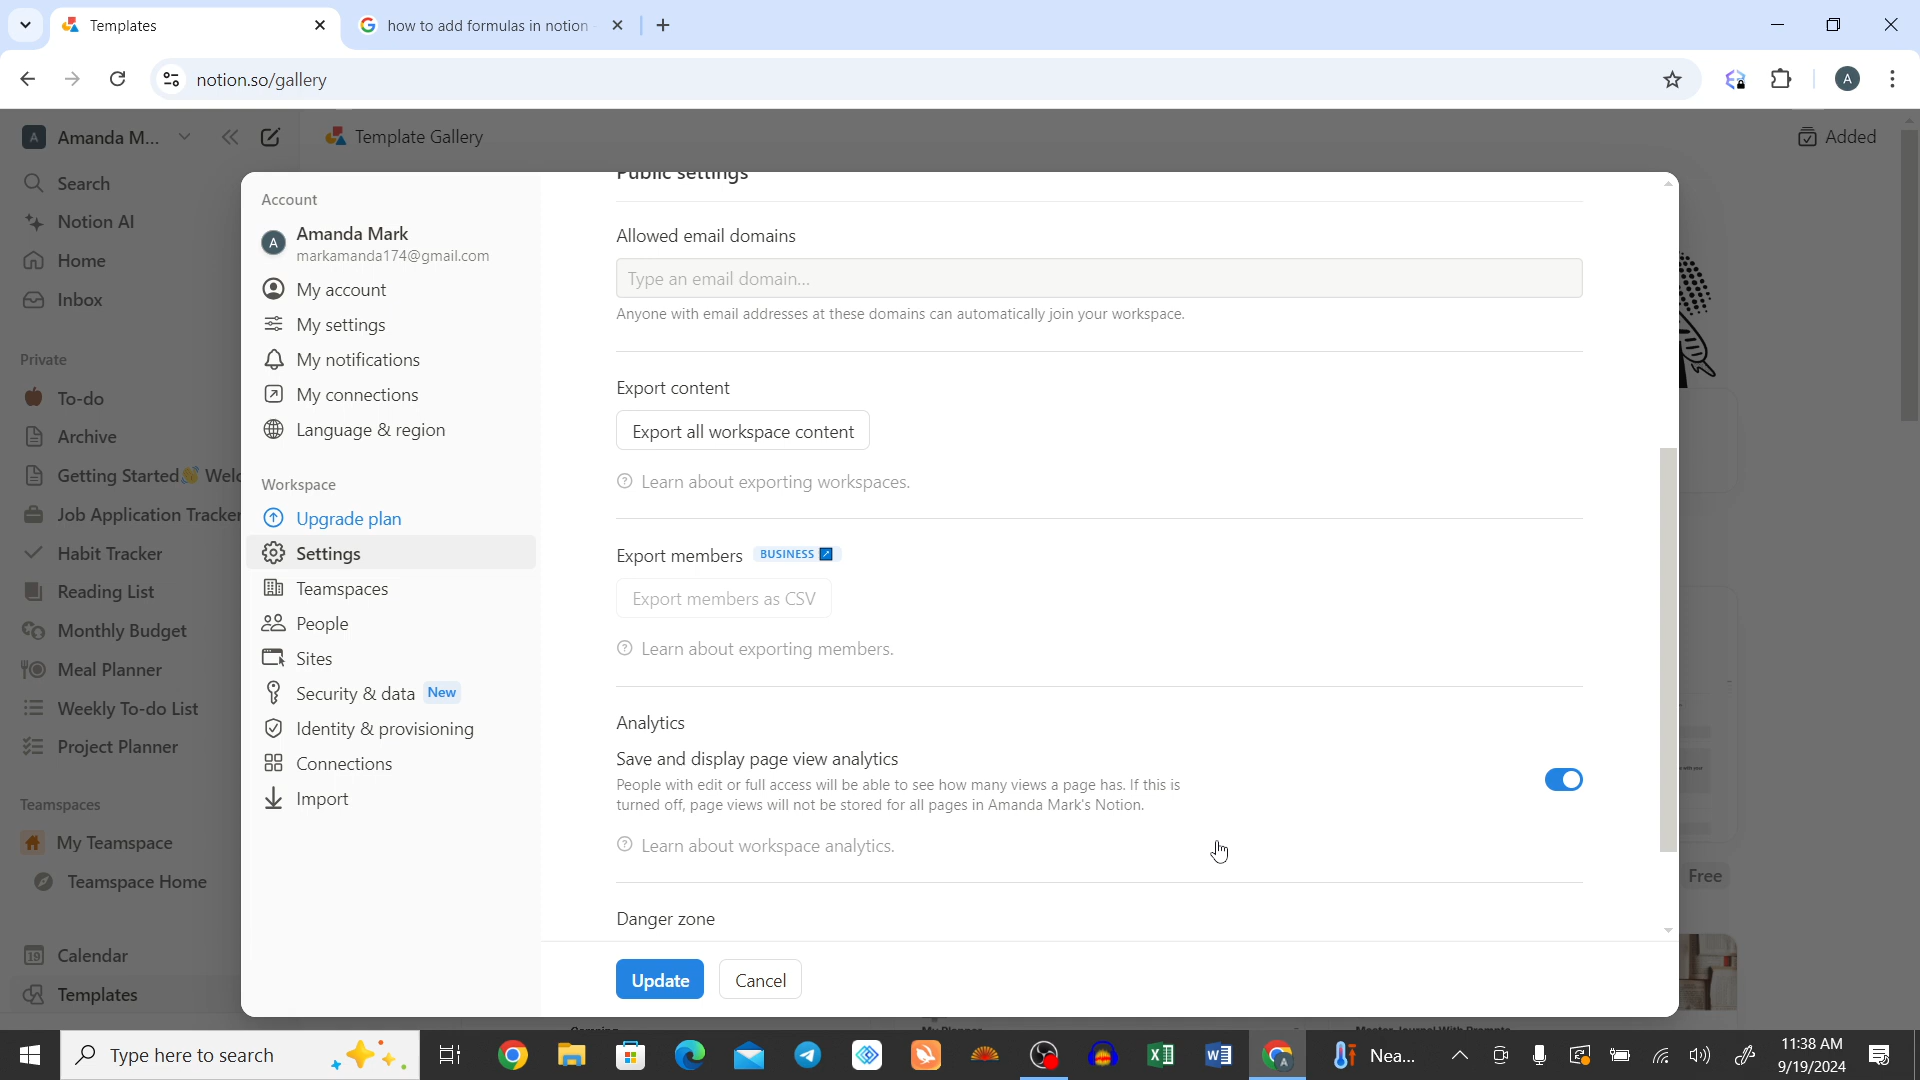 Templates
how to add formulas in notion
notion.so/gallery
A
A Amanda M...
Template Gallery
Added
Search
Notion AI
Home
Inbox
Private
To-do
Archive
Getting Started👋 Welc
Job Application Tracker
Habit Tracker
Reading List
Monthly Budget
Meal Planner
Weekly To-do List
Project Planner
Teamspaces
My Teamspace
Teamspace Home
Calendar
Templates
Account
A Amanda Mark
markamanda174@gmail.com
My account
My settings
My notifications
My connections
Language & region
Workspace
Upgrade plan
Settings
Teamspaces
People
Sites
Security & data New
Identity & provisioning
Connections
Import
Public settings
Allowed email domains
Type an email domain...
Anyone with email addresses at these domains can automatically join your workspace.
Export content
Export all workspace content
Learn about exporting workspaces.
Export members BUSINESS
Export members as CSV
Learn about exporting members.
Analytics
Save and display page view analytics
People with edit or full access will be able to see how many views a page has. If this is
turned off, page views will not be stored for all pages in Amanda Mark's Notion.
Learn about workspace analytics.
Danger zone
Update Cancel
Free
Type here to search
Nea...
11:38 AM
9/19/2024